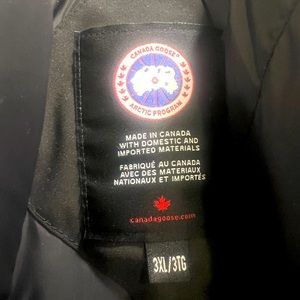 CANADA GOOSE
ARCTIC PROGRAM
MADE IN CANADA
WITH DOMESTIC AND
IMPORTED MATERIALS
FABRIQUÉ AU CANADA
AVEC DES MATERIAUX
NATIONAUX ET IMPORTÉS
canadagoose.com
3XL/3TG